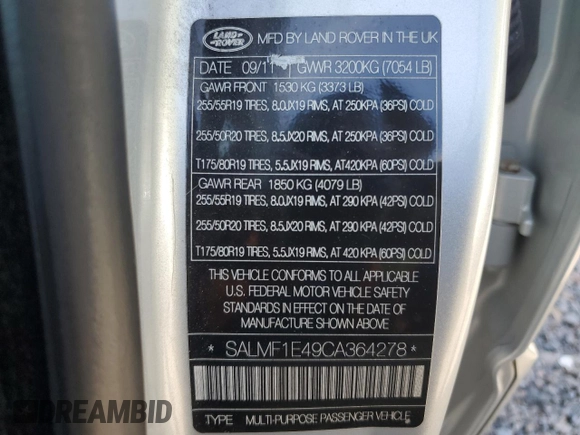 LAND ROVER
MFD BY LAND ROVER IN THE UK
DATE 09/11 GWR 3200KG (7054 LB)
GAWR FRONT 1530 KG (3373 LB)
255/55R19 TIRES, 8.0JX19 RIMS, AT 250KPA (36PSI) COLD
255/50R20 TIRES, 8.5JX20 RIMS, AT 250KPA (36PSI) COLD
T175/80R19 TIRES, 5.5JX19 RIMS, AT420KPA (60PSI) COLD
GAWR REAR 1850 KG (4079 LB)
255/55R19 TIRES, 8.0JX19 RIMS, AT 290 KPA (42PSI) COLD
255/50R20 TIRES, 8.5JX20 RIMS, AT 290 KPA (42PSI) COLD
T175/80R19 TIRES, 5.5JX19 RIMS, AT 420 KPA (60PSI) COLD
THIS VEHICLE CONFORMS TO ALL APPLICABLE
U.S. FEDERAL MOTOR VEHICLE SAFETY
STANDARDS IN EFFECT ON THE DATE OF
MANUFACTURE SHOWN ABOVE.
* SALMF1E49CA364278 *
TYPE MULTI-PURPOSE PASSENGER VEHICLE
DREAMBID